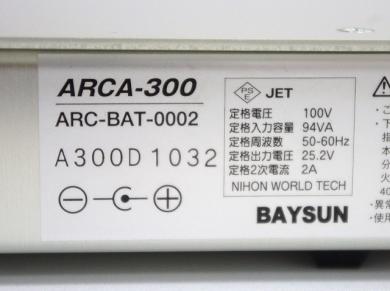 ARCA-300
ARC-BAT-0002
A300D1032
PSE JET
定格電圧 100V
定格入力容量 94VA
定格周波数 50-60Hz
定格出力電圧 25.2V
定格2次電流 2A
NIHON WORLD TECH
BAYSUN